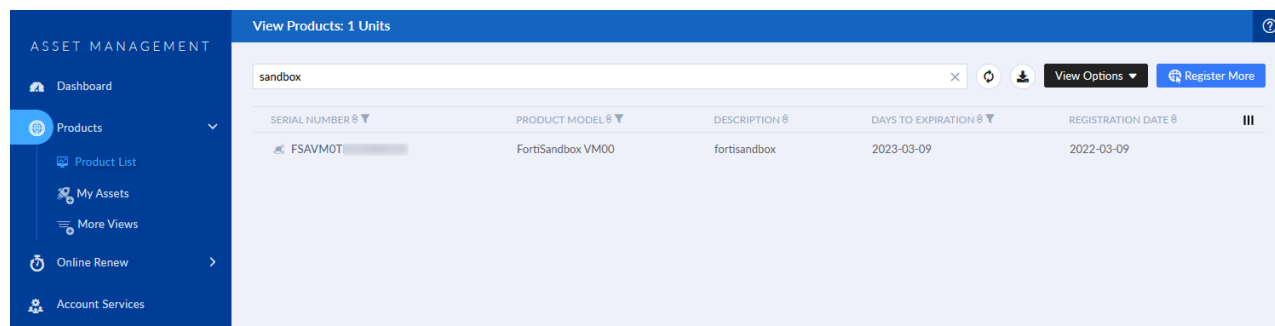 View Products: 1 Units
ASSET MANAGEMENT
Dashboard
Products
Product List
My Assets
More Views
Online Renew
Account Services
sandbox
View Options
Register More
SERIAL NUMBER PRODUCT MODEL DESCRIPTION DAYS TO EXPIRATION REGISTRATION DATE
FSAVM0T FortiSandbox VM00 fortisandbox 2023-03-09 2022-03-09